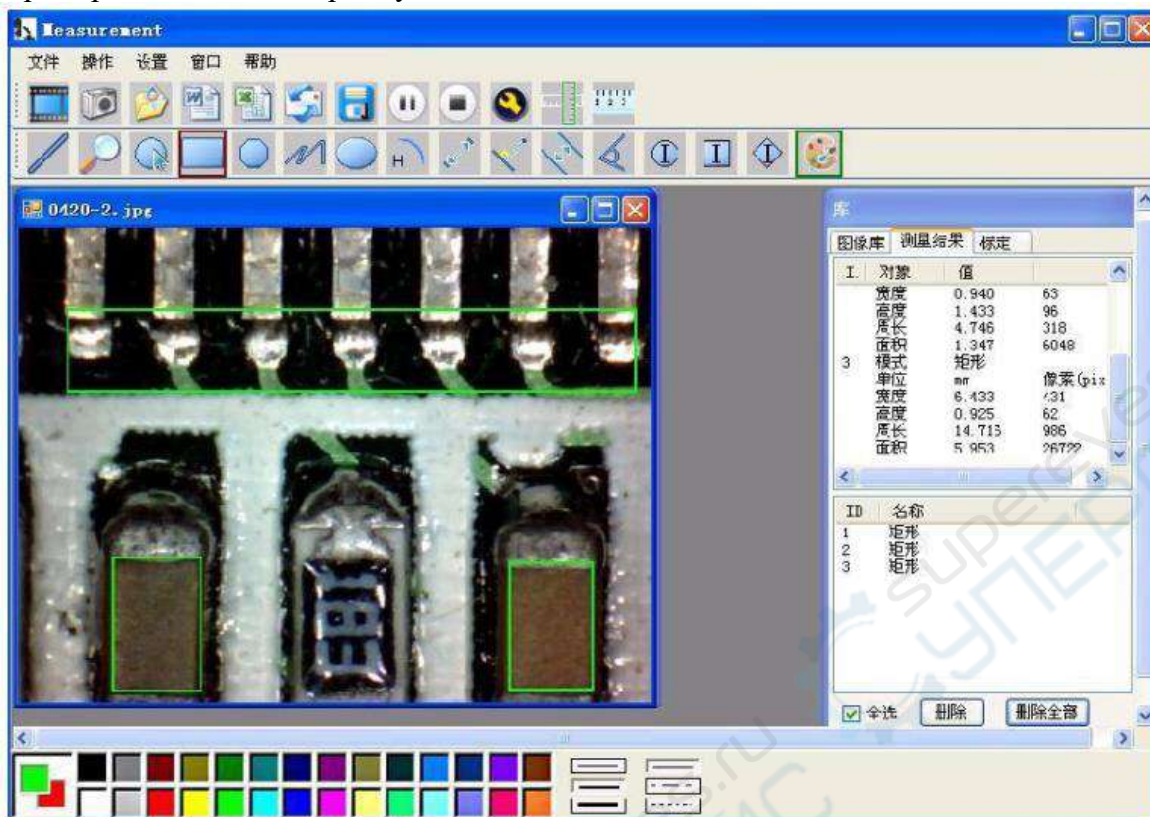 Measurement
文件 操作 设置 窗口 帮助
0420-2.jpg
库
图像库 测量结果 标定
I. 对象 值
宽度 0.940 63
高度 1.433 96
周长 4.746 318
面积 1.347 6048
3 模式 矩形
单位 mm 像素(pix
宽度 6.433 431
高度 0.925 62
周长 986
面积 5.953 26722
ID 名称
1 矩形
2 矩形
3 矩形
全选 删除 删除全部